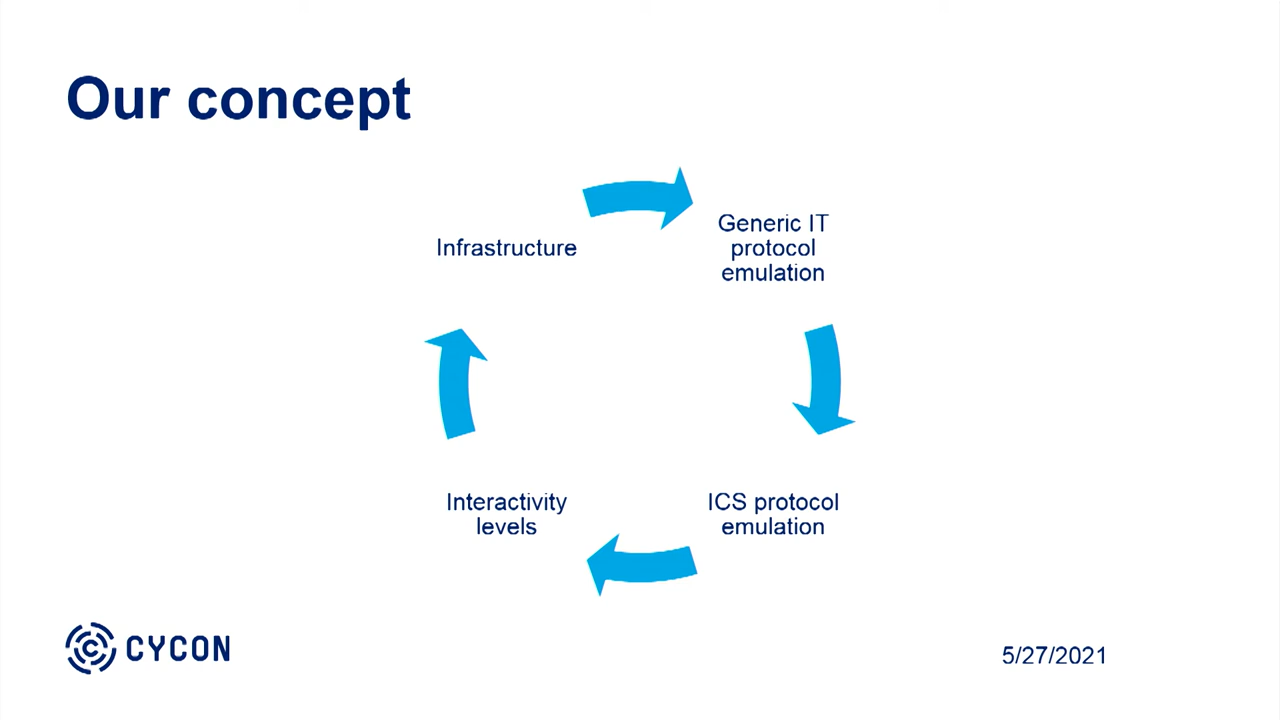 Our concept
Infrastructure
Generic IT
protocol
emulation
ICS protocol
emulation
Interactivity
levels
CYCON
5/27/2021